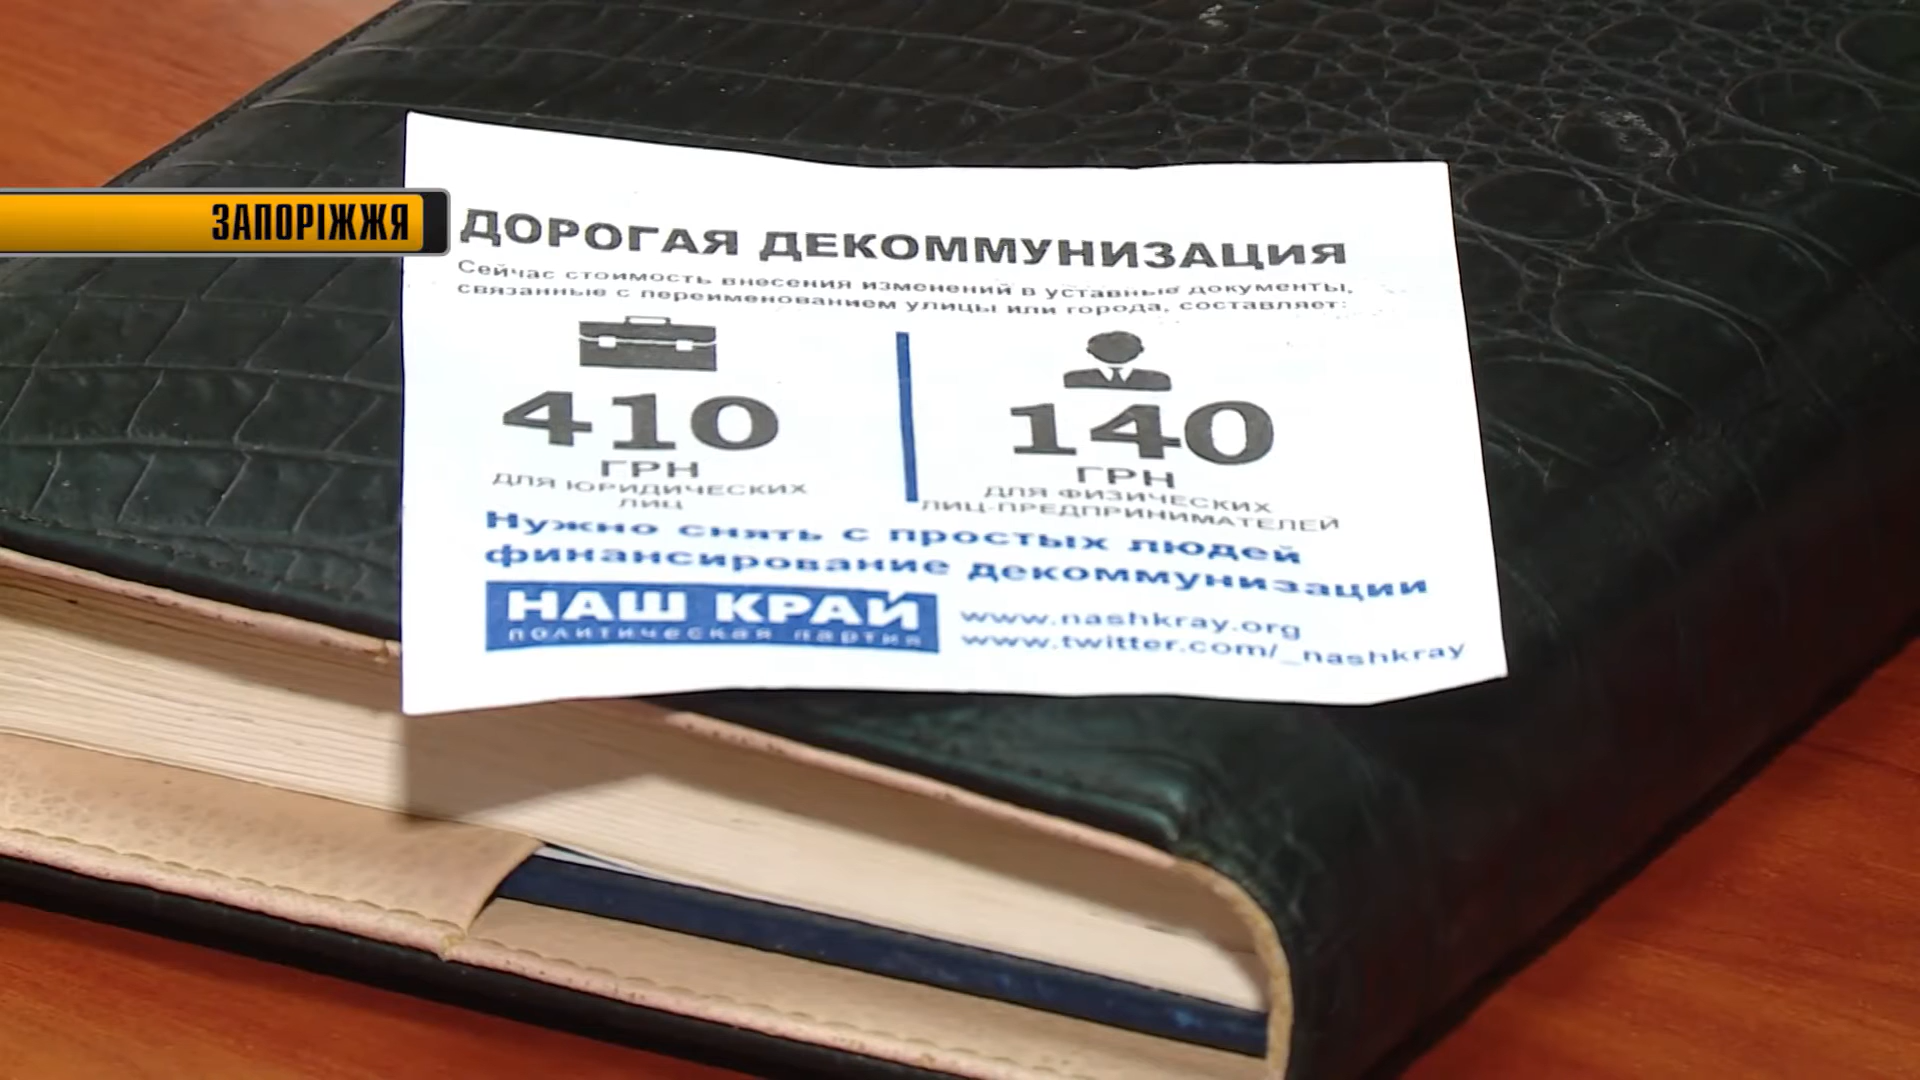 ЗАПОРІЖЖЯ
ДОРОГАЯ ДЕКОММУНИЗАЦИЯ
Сейчас стоимость внесения изменений в уставные документы,
связанные с переименованием улицы или города, составляет:
410
ГРН
ДЛЯ ЮРИДИЧЕСКИХ
ЛИЦ
140
ГРН
ДЛЯ ФИЗИЧЕСКИХ
ЛИЦ-ПРЕДПРИНИМАТЕЛЕЙ
Нужно снять с простых людей
финансирование декоммунизации
НАШ КРАЙ
политическая партия
www.nashkray.org
www.twitter.com/_nashkray